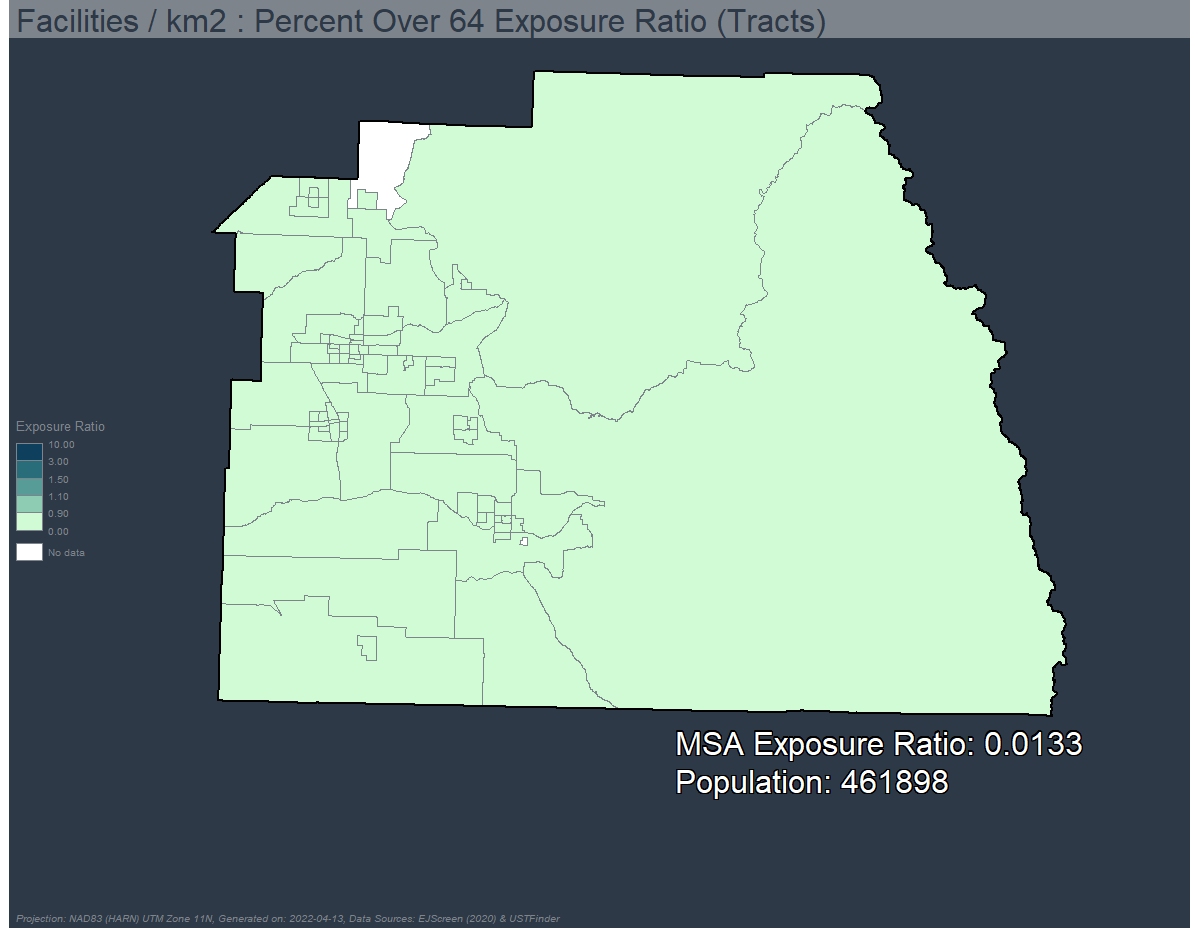 Facilities / km2 : Percent Over 64 Exposure Ratio (Tracts)
Exposure Ratio
10.00
3.00
1.50
1.10
0.90
0.00
No data
MSA Exposure Ratio: 0.0133
Population: 461898
Projection: NAD83 (HARN) UTM Zone 11N, Generated on: 2022-04-13, Data Sources: EJScreen (2020) & USTFinder